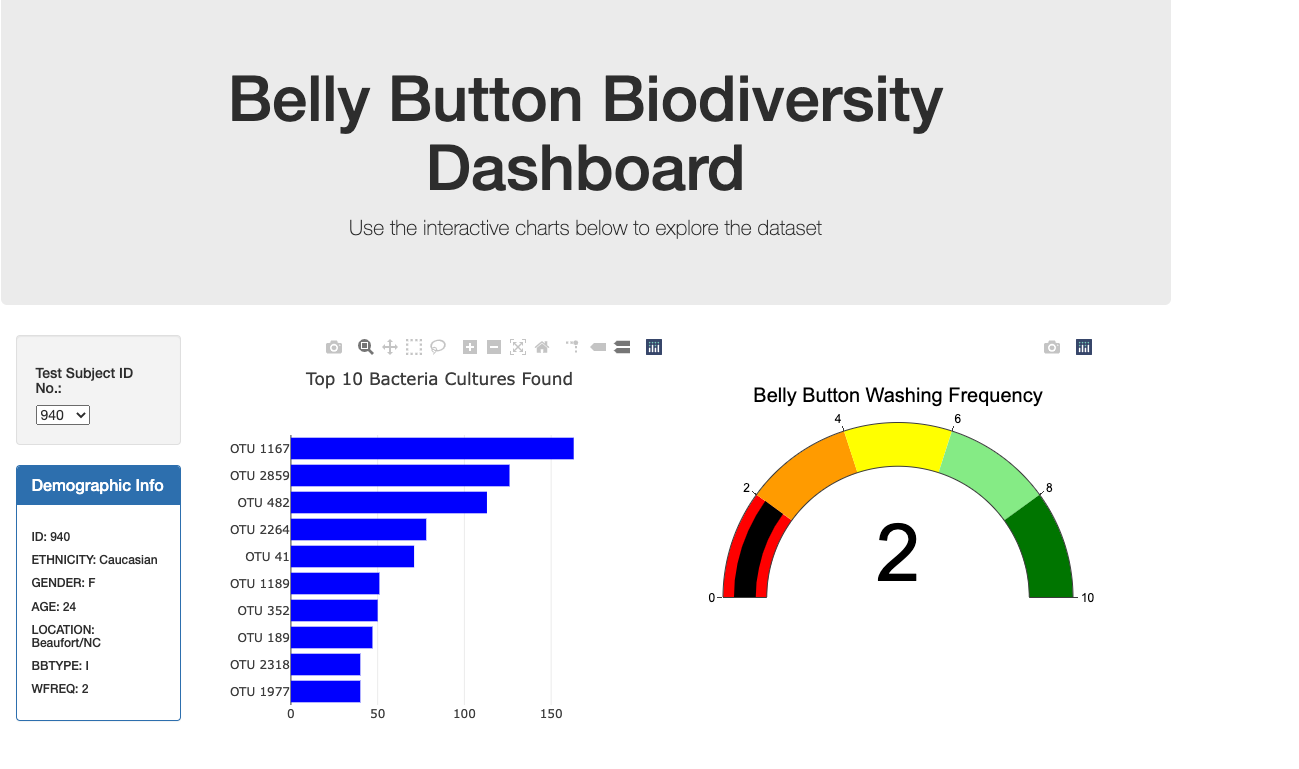 Belly Button Biodiversity
Dashboard
Use the interactive charts below to explore the dataset
Test Subject ID
No.:
940
Demographic Info
ID: 940
ETHNICITY: Caucasian
GENDER: F
AGE: 24
LOCATION:
Beaufort/NC
BBTYPE: I
WFREQ: 2
Top 10 Bacteria Cultures Found
OTU 1167
OTU 2859
OTU 482
OTU 2264
OTU 41
OTU 1189
OTU 352
OTU 189
OTU 2318
OTU 1977
0 50 100 150
Belly Button Washing Frequency
4 6
2 8
2
0 10